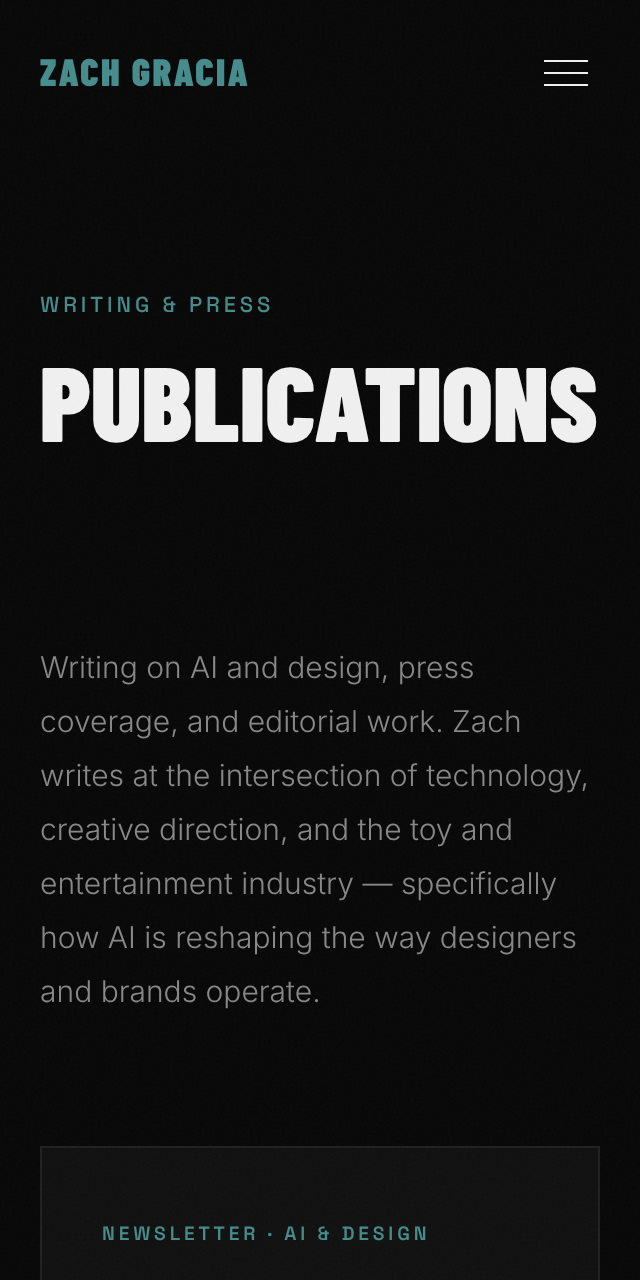 ZACH GRACIA
WRITING & PRESS
PUBLICATIONS
Writing on AI and design, press
coverage, and editorial work. Zach
writes at the intersection of technology,
creative direction, and the toy and
entertainment industry — specifically
how AI is reshaping the way designers
and brands operate.
NEWSLETTER · AI & DESIGN